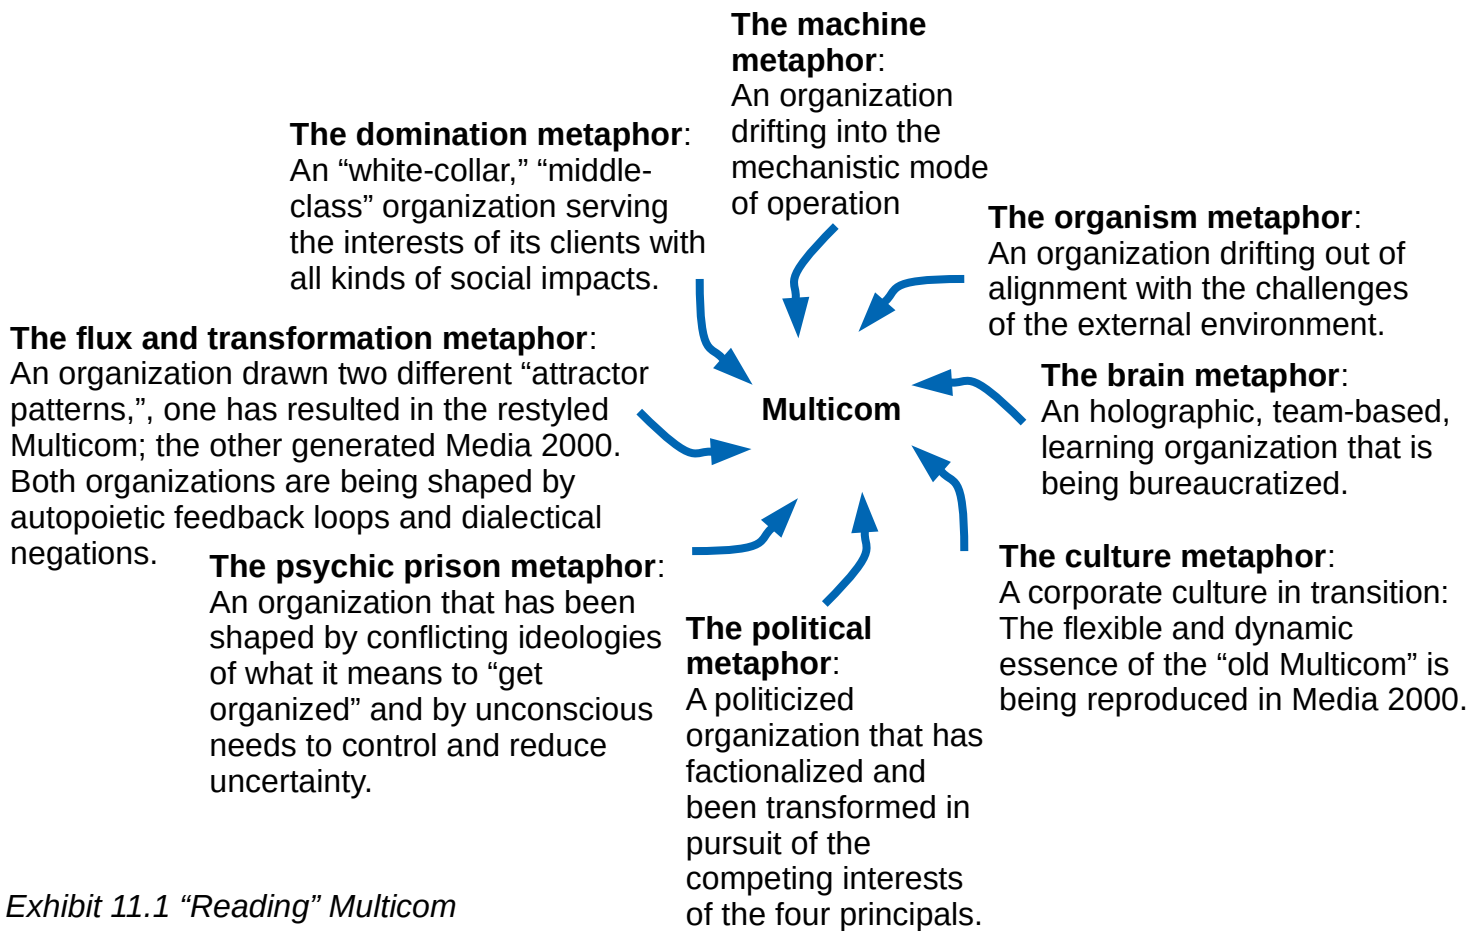 The machine
metaphor:
An organization
drifting into the
mechanistic mode
of operation
The domination metaphor:
An “white-collar,” “middle-
class” organization serving
the interests of its clients with
all kinds of social impacts.
The organism metaphor:
An organization drifting out of
alignment with the challenges
of the external environment.
The flux and transformation metaphor:
An organization drawn two different “attractor
patterns,”, one has resulted in the restyled
Multicom; the other generated Media 2000.
Both organizations are being shaped by
autopoietic feedback loops and dialectical
negations.
Multicom
The brain metaphor:
An holographic, team-based,
learning organization that is
being bureaucratized.
The psychic prison metaphor:
An organization that has been
shaped by conflicting ideologies
of what it means to “get
organized” and by unconscious
needs to control and reduce
uncertainty.
The political
metaphor:
A politicized
organization that has
factionalized and
been transformed in
pursuit of the
competing interests
of the four principals.
The culture metaphor:
A corporate culture in transition:
The flexible and dynamic
essence of the “old Multicom” is
being reproduced in Media 2000.
Exhibit 11.1 “Reading” Multicom